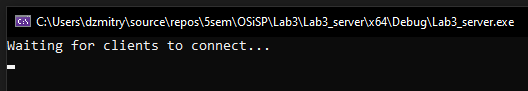 C:\Users\dzmitry\source\repos\5sem\OSiSP\Lab3\Lab3_server\x64\Debug\Lab3_server.exe
Waiting for clients to connect...